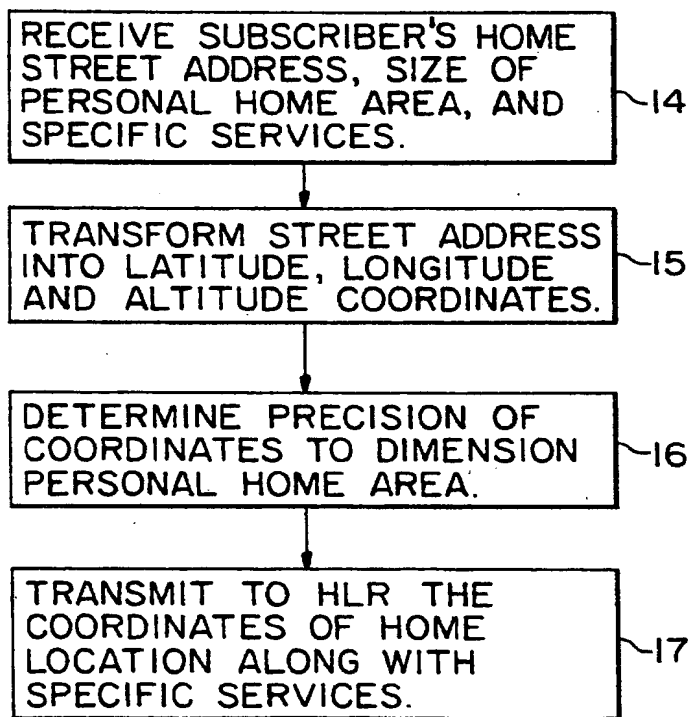 RECEIVE SUBSCRIBER'S HOME
STREET ADDRESS, SIZE OF
PERSONAL HOME AREA, AND
SPECIFIC SERVICES.
14
TRANSFORM STREET ADDRESS
INTO LATITUDE, LONGITUDE
AND ALTITUDE COORDINATES.
15
DETERMINE PRECISION OF
COORDINATES TO DIMENSION
PERSONAL HOME AREA.
16
TRANSMIT TO HLR THE
COORDINATES OF HOME
LOCATION ALONG WITH
SPECIFIC SERVICES.
17